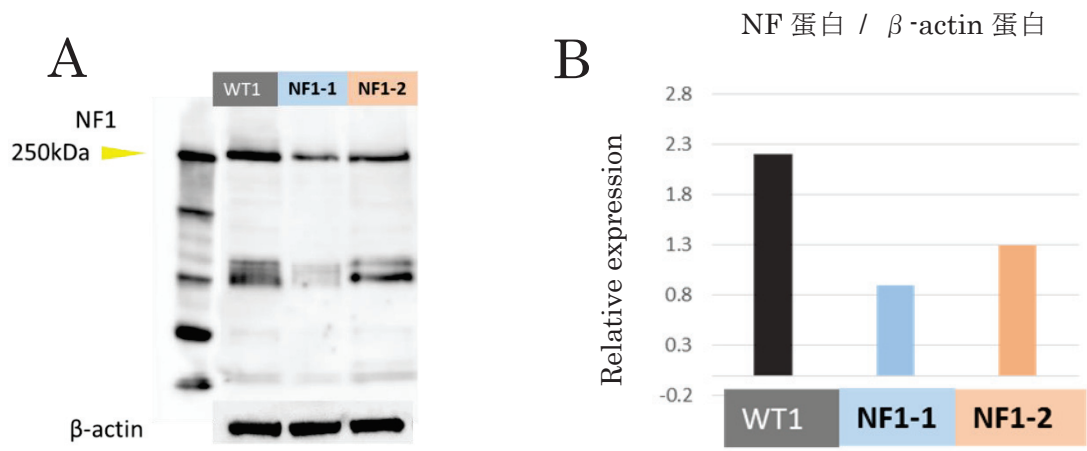 A
WT1 NF1-1 NF1-2
NF1
250kDa
β-actin
B
NF 蛋白 / β-actin 蛋白
Relative expression
2.8
2.3
1.8
1.3
0.8
0.3
-0.2
WT1 NF1-1 NF1-2